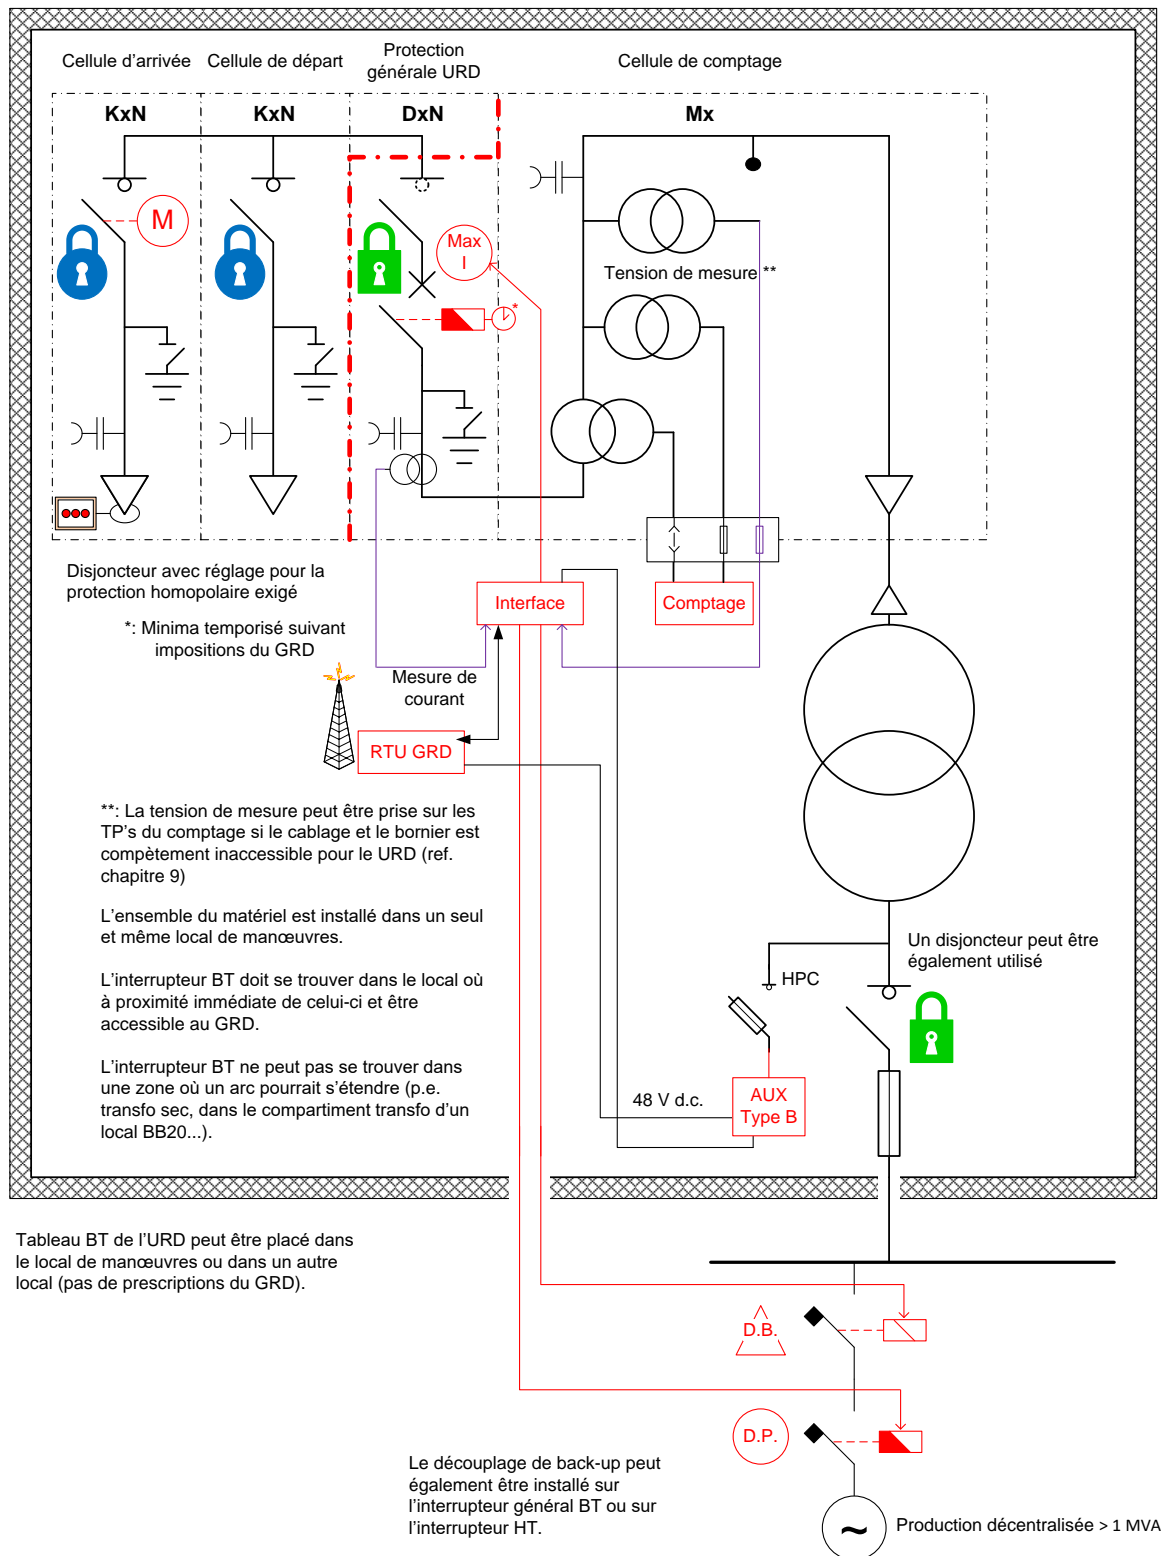 Cellule d’arrivée
Cellule de départ
Protection
générale URD
Cellule de comptage
KxN
KxN
DxN
Mx
M
Max
I
*
Tension de mesure **
Disjoncteur avec réglage pour la
protection homopolaire exigé
*: Minima temporisé suivant
impositions du GRD
Interface
Comptage
Mesure de
courant
RTU GRD
**: La tension de mesure peut être prise sur les
TP’s du comptage si le cablage et le bornier est
compètement inaccessible pour le URD (ref.
chapitre 9)
L’ensemble du matériel est installé dans un seul
et même local de manœuvres.
L’interrupteur BT doit se trouver dans le local où
à proximité immédiate de celui-ci et être
accessible au GRD.
L’interrupteur BT ne peut pas se trouver dans
une zone où un arc pourrait s’étendre (p.e.
transfo sec, dans le compartiment transfo d’un
local BB20...).
Un disjoncteur peut être
également utilisé
HPC
48 V d.c.
AUX
Type B
Tableau BT de l’URD peut être placé dans
le local de manœuvres ou dans un autre
local (pas de prescriptions du GRD).
D.B.
D.P.
Le découplage de back-up peut
également être installé sur
l’interrupteur général BT ou sur
l’interrupteur HT.
~
Production décentralisée > 1 MVA